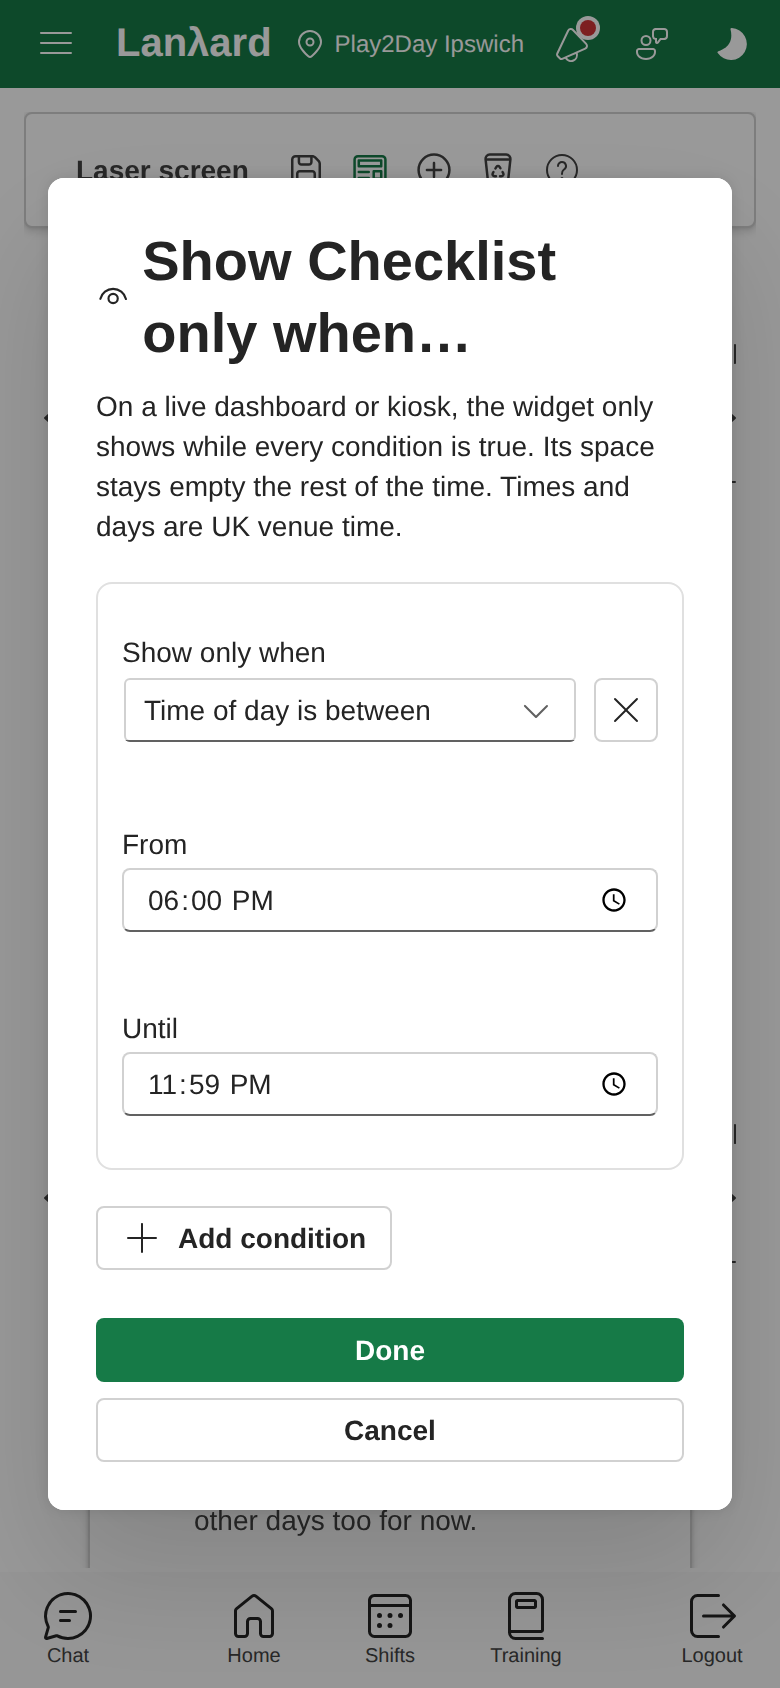 Lanλard
Play2Day Ipswich
Laser screen
Show Checklist
only when…
On a live dashboard or kiosk, the widget only
shows while every condition is true. Its space
stays empty the rest of the time. Times and
days are UK venue time.
Show only when
Time of day is between
From
06:00 PM
Until
11:59 PM
Add condition
Done
Cancel
other days too for now.
Chat
Home
Shifts
Training
Logout